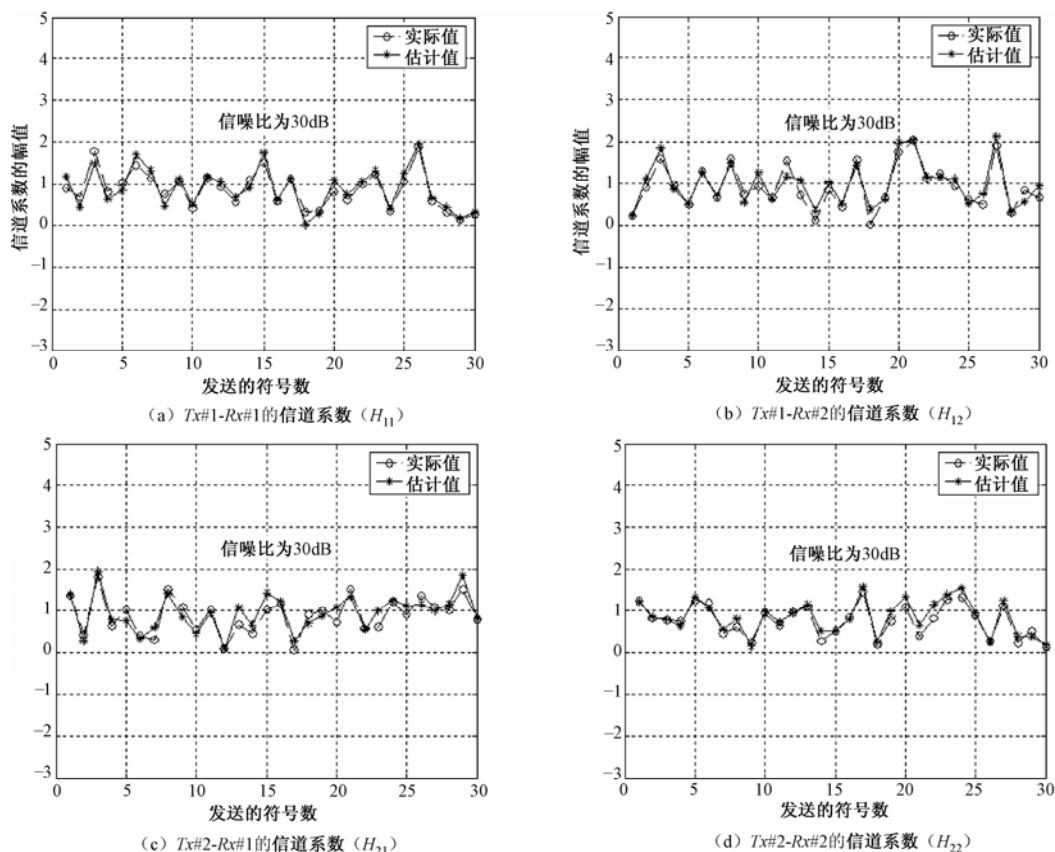 5
4
3
2
1
0
−1
−2
−3
信道系数的幅值
实际值
估计值
信噪比为30dB
0 5 10 15 20 25 30
发送的符号数
（a）Tx#1-Rx#1的信道系数（H11）
5
4
3
2
1
0
−1
−2
−3
信道系数的幅值
实际值
估计值
信噪比为30dB
0 5 10 15 20 25 30
发送的符号数
（b）Tx#1-Rx#2的信道系数（H12）
5
4
3
2
1
0
−1
−2
−3
实际值
估计值
信噪比为30dB
0 5 10 15 20 25 30
发送的符号数
（c）Tx#2-Rx#1的信道系数（H21）
5
4
3
2
1
0
−1
−2
−3
实际值
估计值
信噪比为30dB
0 5 10 15 20 25 30
发送的符号数
（d）Tx#2-Rx#2的信道系数（H22）